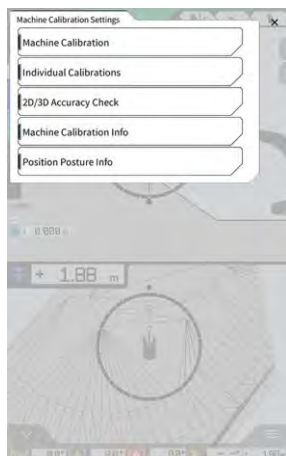 Machine Calibration Settings
×
Machine Calibration
Individual Calibrations
2D/3D Accuracy Check
Machine Calibration Info
Position Posture Info
1.88 m